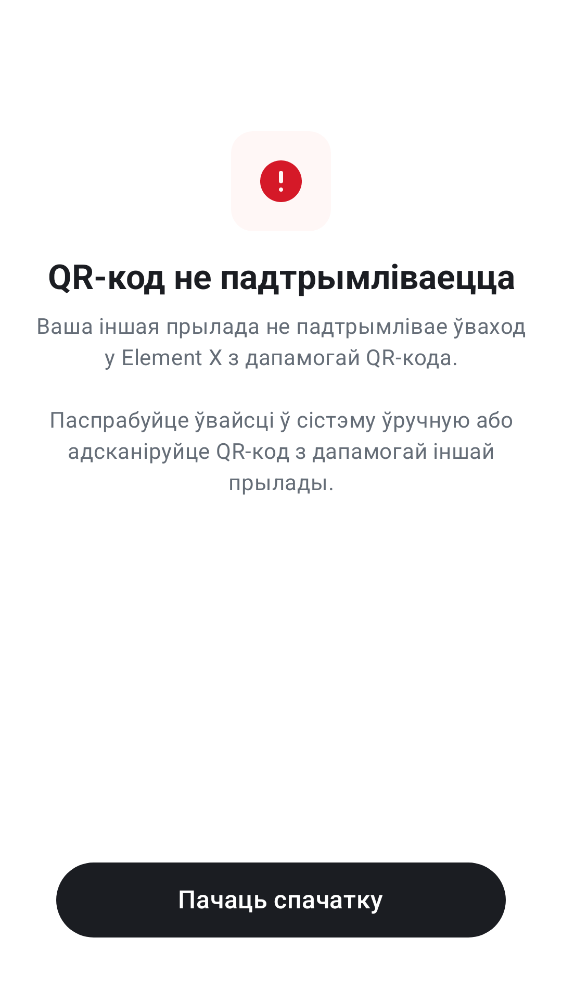 QR-код не падтрымліваецца
Ваша іншая прылада не падтрымлівае ўваход
у Element X з дапамогай QR-кода.
Паспрабуйце ўвайсці ў сістэму ўручную або
адсканіруйце QR-код з дапамогай іншай
прылады.
Пачаць спачатку